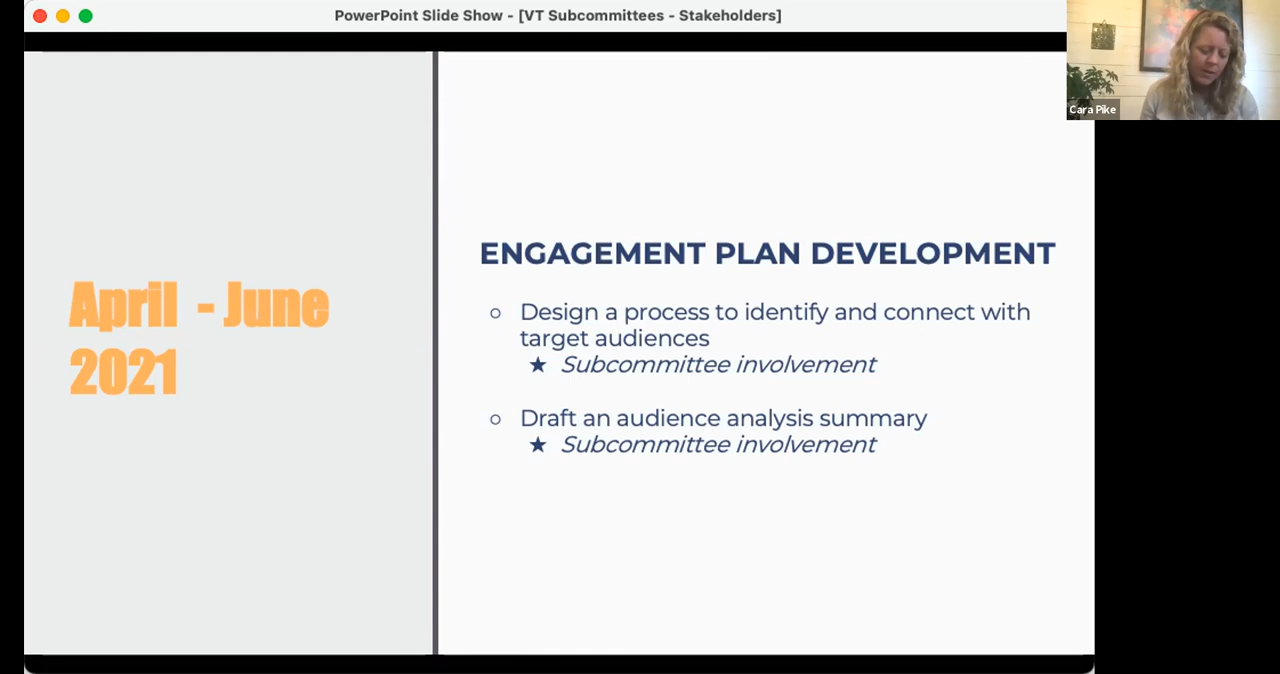 PowerPoint Slide Show - [VT Subcommittees - Stakeholders]
Cara Pike
April - June
2021
ENGAGEMENT PLAN DEVELOPMENT
○ Design a process to identify and connect with
target audiences
★ Subcommittee involvement
○ Draft an audience analysis summary
★ Subcommittee involvement